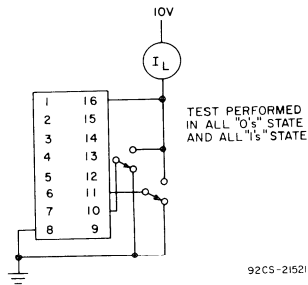 10V
IL
1 16
2 15
3 14
4 13
5 12
6 11
7 10
8 9
TEST PERFORMED
IN ALL "O's" STATE
AND ALL "I's" STATE
92CS-21521